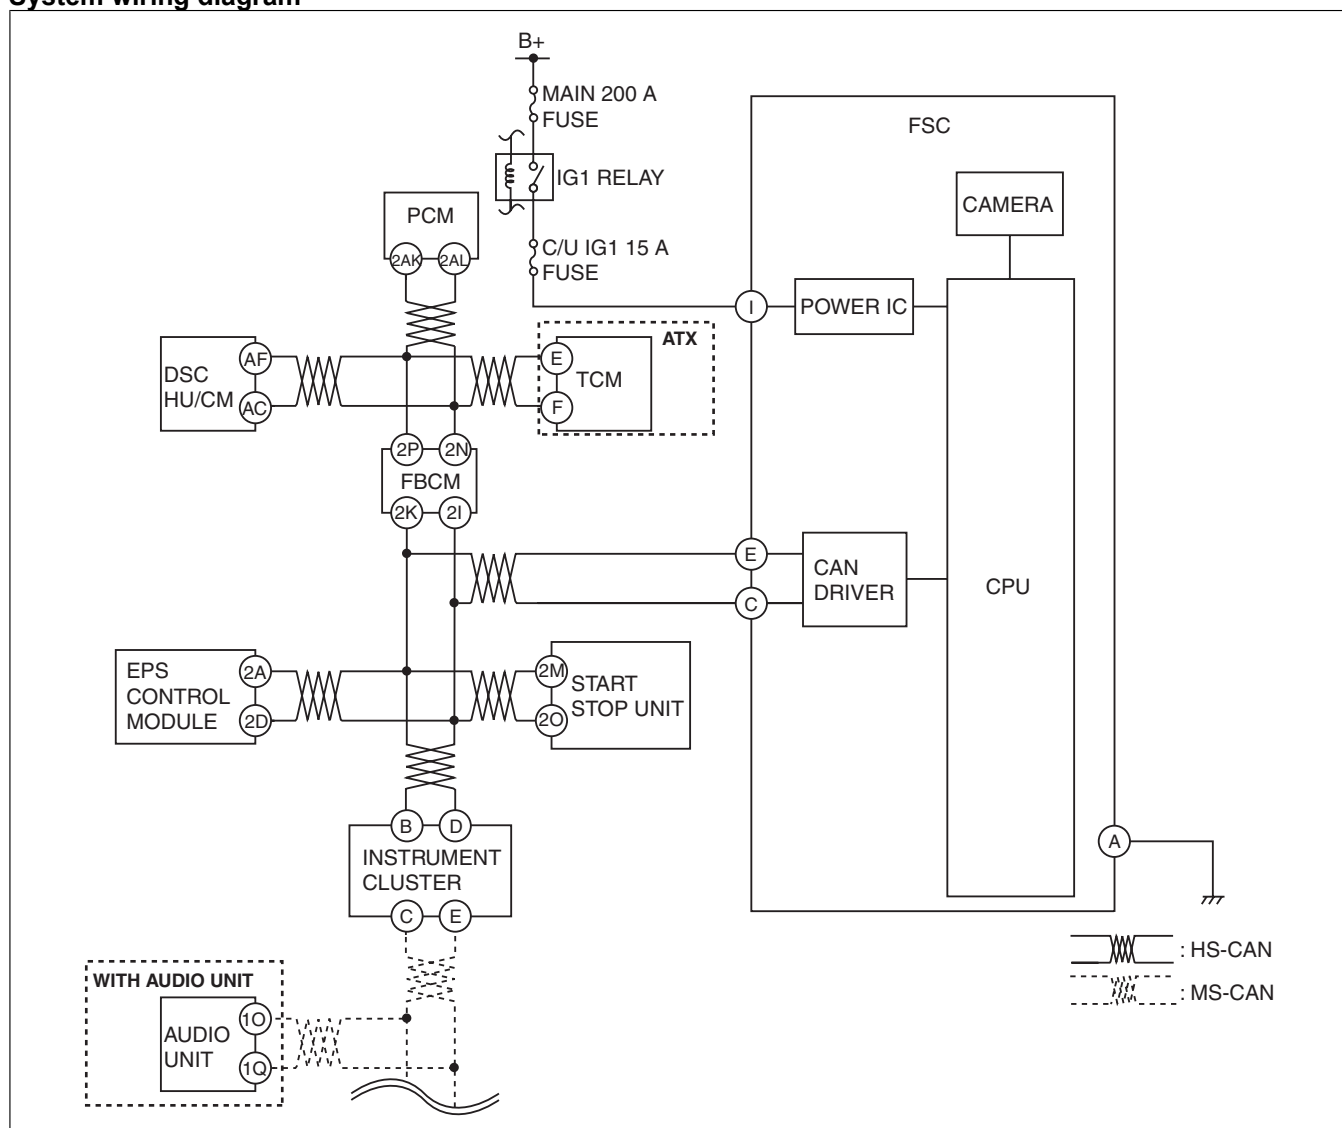 System wiring diagram
B+
MAIN 200 A
FUSE
FSC
IG1 RELAY
CAMERA
PCM
2AK
2AL
C/U IG1 15 A
FUSE
I
POWER IC
ATX
AF
E
DSC
HU/CM
TCM
AC
F
2P
2N
FBCM
2K
2I
E
CAN
DRIVER
CPU
C
EPS
CONTROL
MODULE
2A
2D
2M
START
STOP UNIT
2O
B
D
A
INSTRUMENT
CLUSTER
C
E
: HS-CAN
WITH AUDIO UNIT
: MS-CAN
1O
AUDIO
UNIT
1Q